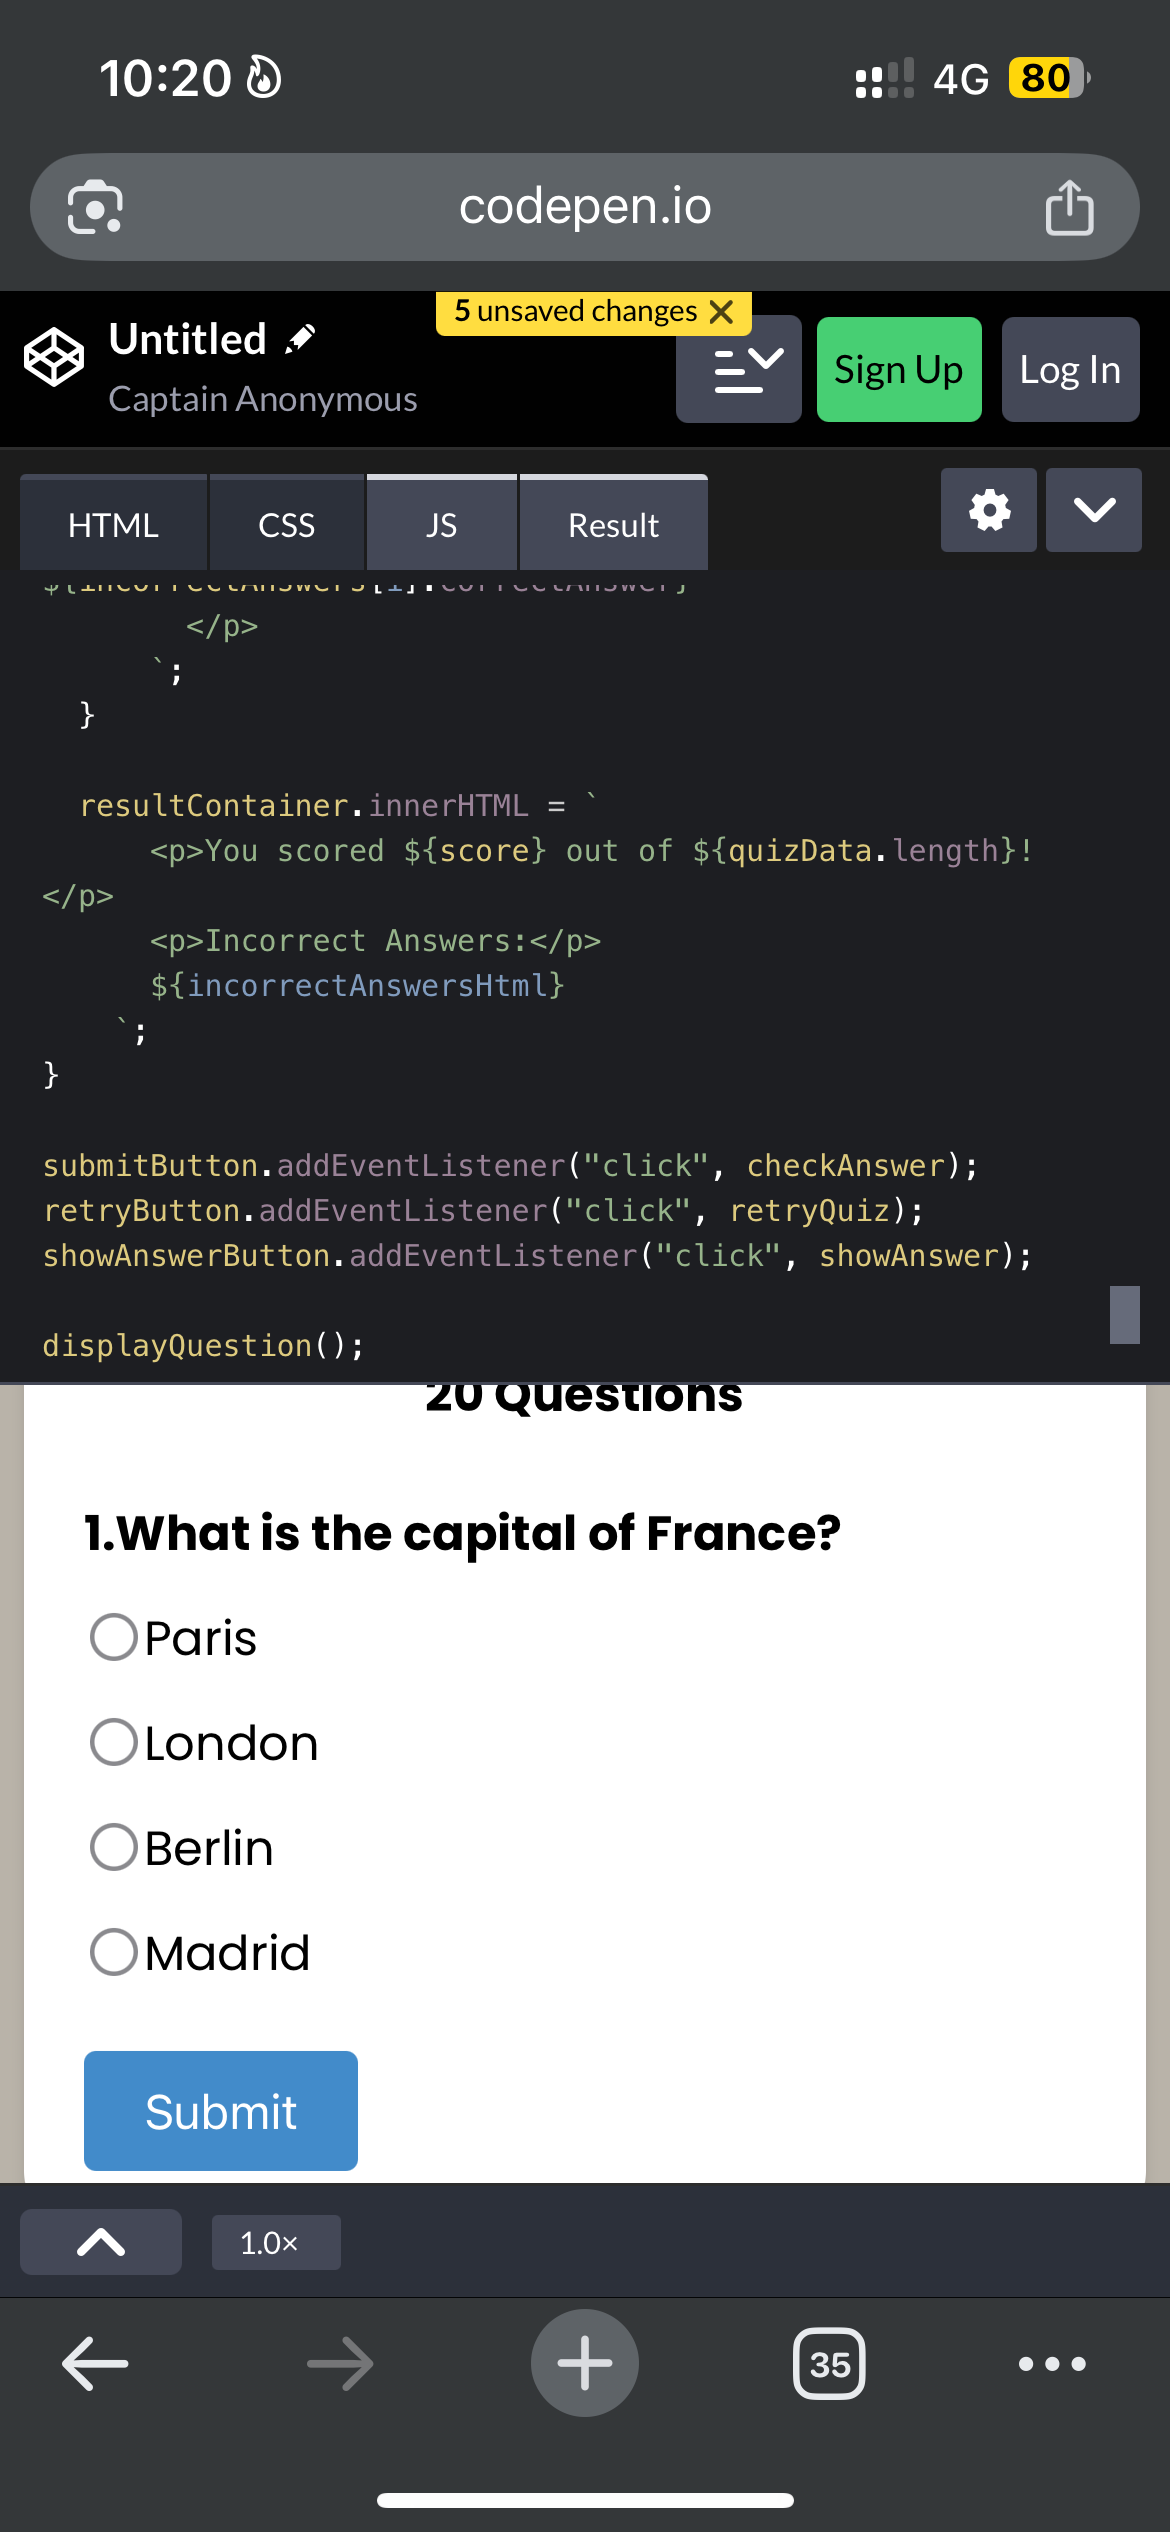 10:20
4G 80
codepen.io
5 unsaved changes
Untitled
Captain Anonymous
Sign Up
Log In
HTML CSS JS Result
${incorrectAnswers[i].correctAnswer}
</p>
`;
}
resultContainer.innerHTML = `
<p>You scored ${score} out of ${quizData.length}!
</p>
<p>Incorrect Answers:</p>
${incorrectAnswersHtml}
`;
}
submitButton.addEventListener("click", checkAnswer);
retryButton.addEventListener("click", retryQuiz);
showAnswerButton.addEventListener("click", showAnswer);
displayQuestion();
20 Questions
1.What is the capital of France?
Paris
London
Berlin
Madrid
Submit
1.0×
35